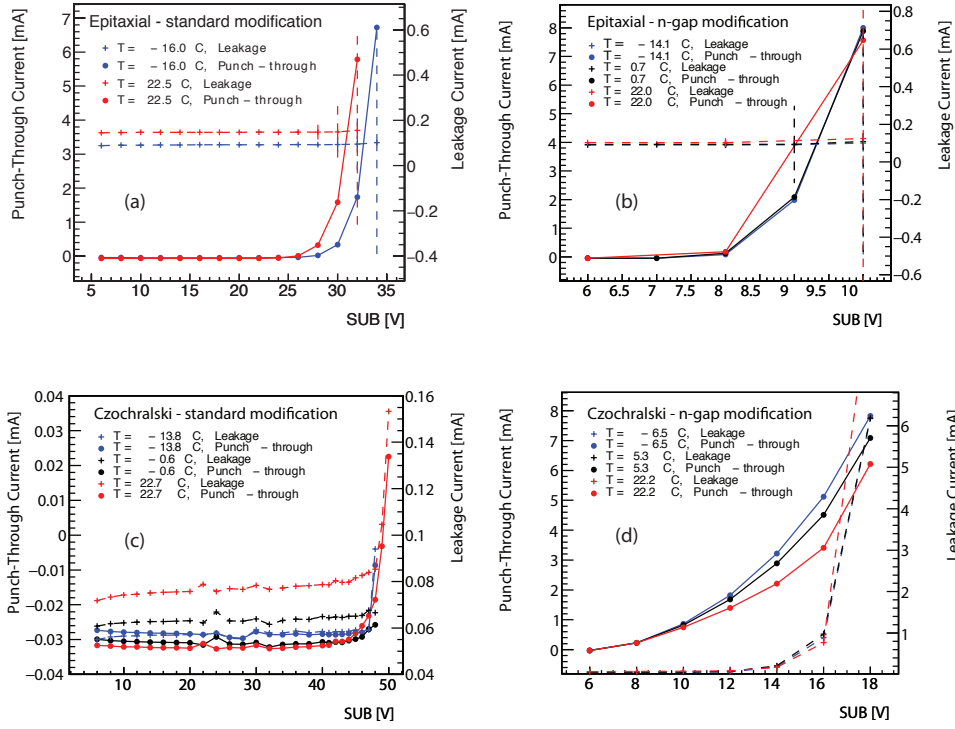 Epitaxial - standard modification
+ T = − 16.0 C, Leakage
T = − 16.0 C, Punch − through
+ T = 22.5 C, Leakage
T = 22.5 C, Punch − through
(a)
Punch-Through Current [mA]
7
6
5
4
3
2
1
0
Leakage Current [mA]
0.6
0.4
0.2
0
−0.2
−0.4
5 10 15 20 25 30 35
SUB [V]
Epitaxial - n-gap modification
+ T = − 14.1 C, Leakage
T = − 14.1 C, Punch − through
+ T = 0.7 C, Leakage
T = 0.7 C, Punch − through
+ T = 22.0 C, Leakage
T = 22.0 C, Punch − through
(b)
Punch-Through Current [mA]
8
7
6
5
4
3
2
1
0
Leakage Current [mA]
0.8
0.6
0.4
0.2
0
−0.2
−0.4
−0.6
6 6.5 7 7.5 8 8.5 9 9.5 10
SUB [V]
Czochralski - standard modification
+ T = − 13.8 C, Leakage
T = − 13.8 C, Punch − through
+ T = − 0.6 C, Leakage
T = − 0.6 C, Punch − through
+ T = 22.7 C, Leakage
T = 22.7 C, Punch − through
(c)
Punch-Through Current [mA]
0.04
0.03
0.02
0.01
0
−0.01
−0.02
−0.03
−0.04
Leakage Current [mA]
0.16
0.14
0.12
0.1
0.08
0.06
0.04
10 20 30 40 50
SUB [V]
Czochralski - n-gap modification
+ T = − 6.5 C, Leakage
T = − 6.5 C, Punch − through
+ T = 5.3 C, Leakage
T = 5.3 C, Punch − through
+ T = 22.2 C, Leakage
T = 22.2 C, Punch − through
(d)
Punch-Through Current [mA]
8
7
6
5
4
3
2
1
0
Leakage Current [mA]
6
5
4
3
2
1
6 8 10 12 14 16 18
SUB [V]